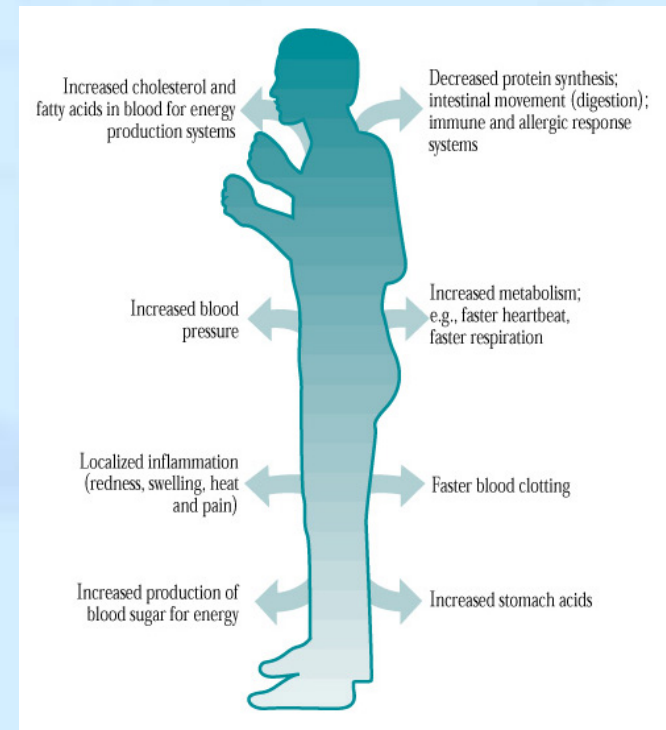 Increased cholesterol and
fatty acids in blood for energy
production systems
Decreased protein synthesis;
intestinal movement (digestion);
immune and allergic response
systems
Increased blood
pressure
Increased metabolism;
e.g., faster heartbeat,
faster respiration
Localized inflammation
(redness, swelling, heat
and pain)
Faster blood clotting
Increased production of
blood sugar for energy
Increased stomach acids